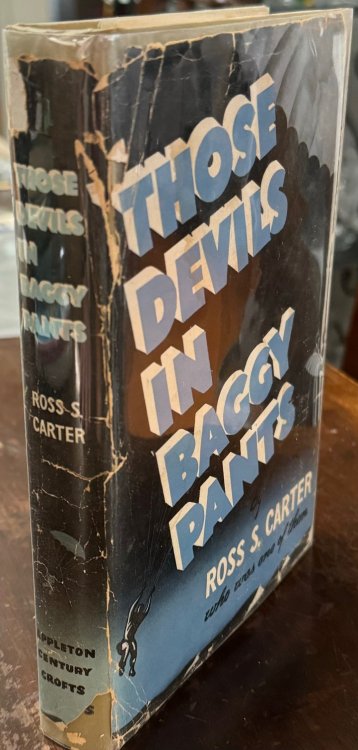 THOSE
DEVILS
IN
BAGGY
PANTS
ROSS S.
CARTER
APPLETON
CENTURY
CROFTS
THOSE
DEVILS
IN
BAGGY
PANTS
by
ROSS S. CARTER
who was one of them